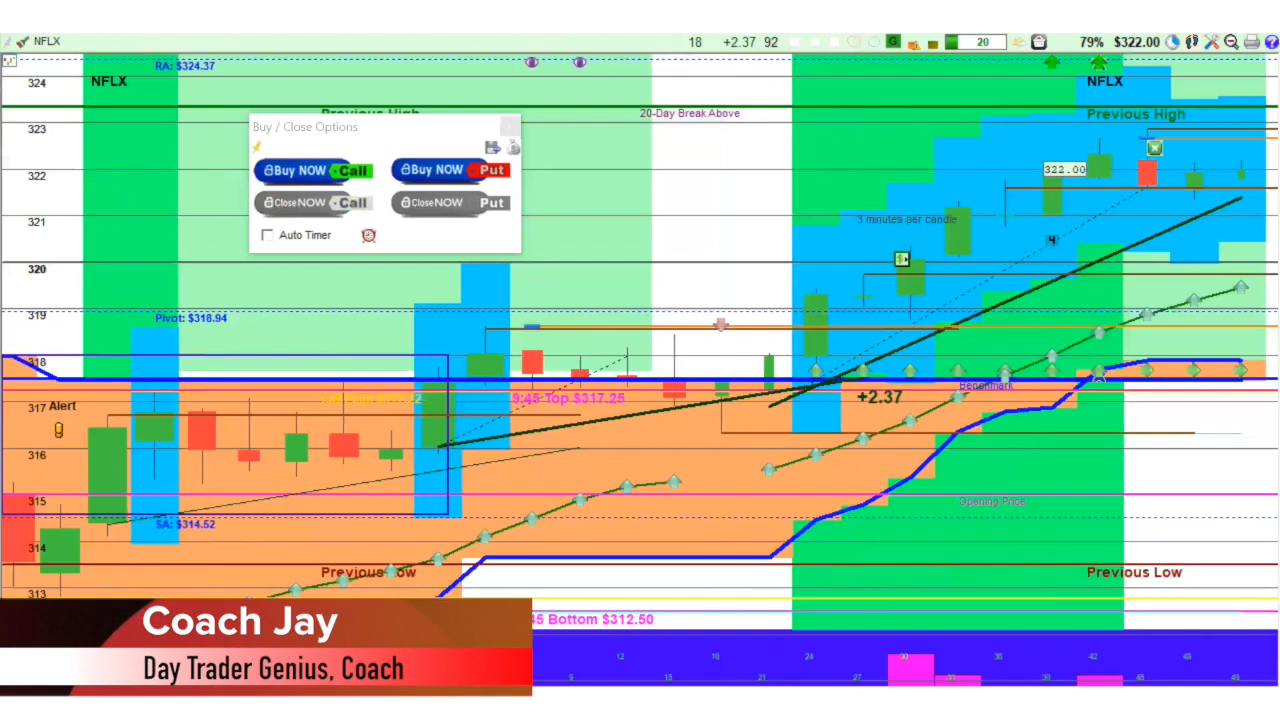 NFLX
18 +2.37 92
G
20
79% $322.00
RA: $324.37
324
NFLX
NFLX
Previous High
20-Day Break Above
Previous High
323
Buy / Close Options
Buy NOW Call
Buy NOW Put
Close NOW Call
Close NOW Put
Auto Timer
322
322.00
321
3 minutes per candle
4
320
$
319
Pivot: $318.94
318
Benchmark
317 Alert
9:45 Top $317.25
+2.37
316
315
Opening Price
SA: $314.52
314
Previous Low
Previous Low
313
45 Bottom $312.50
Coach Jay
Day Trader Genius, Coach
12 18 24 30 36 42 48
9 15 21 27 33 39 45 49